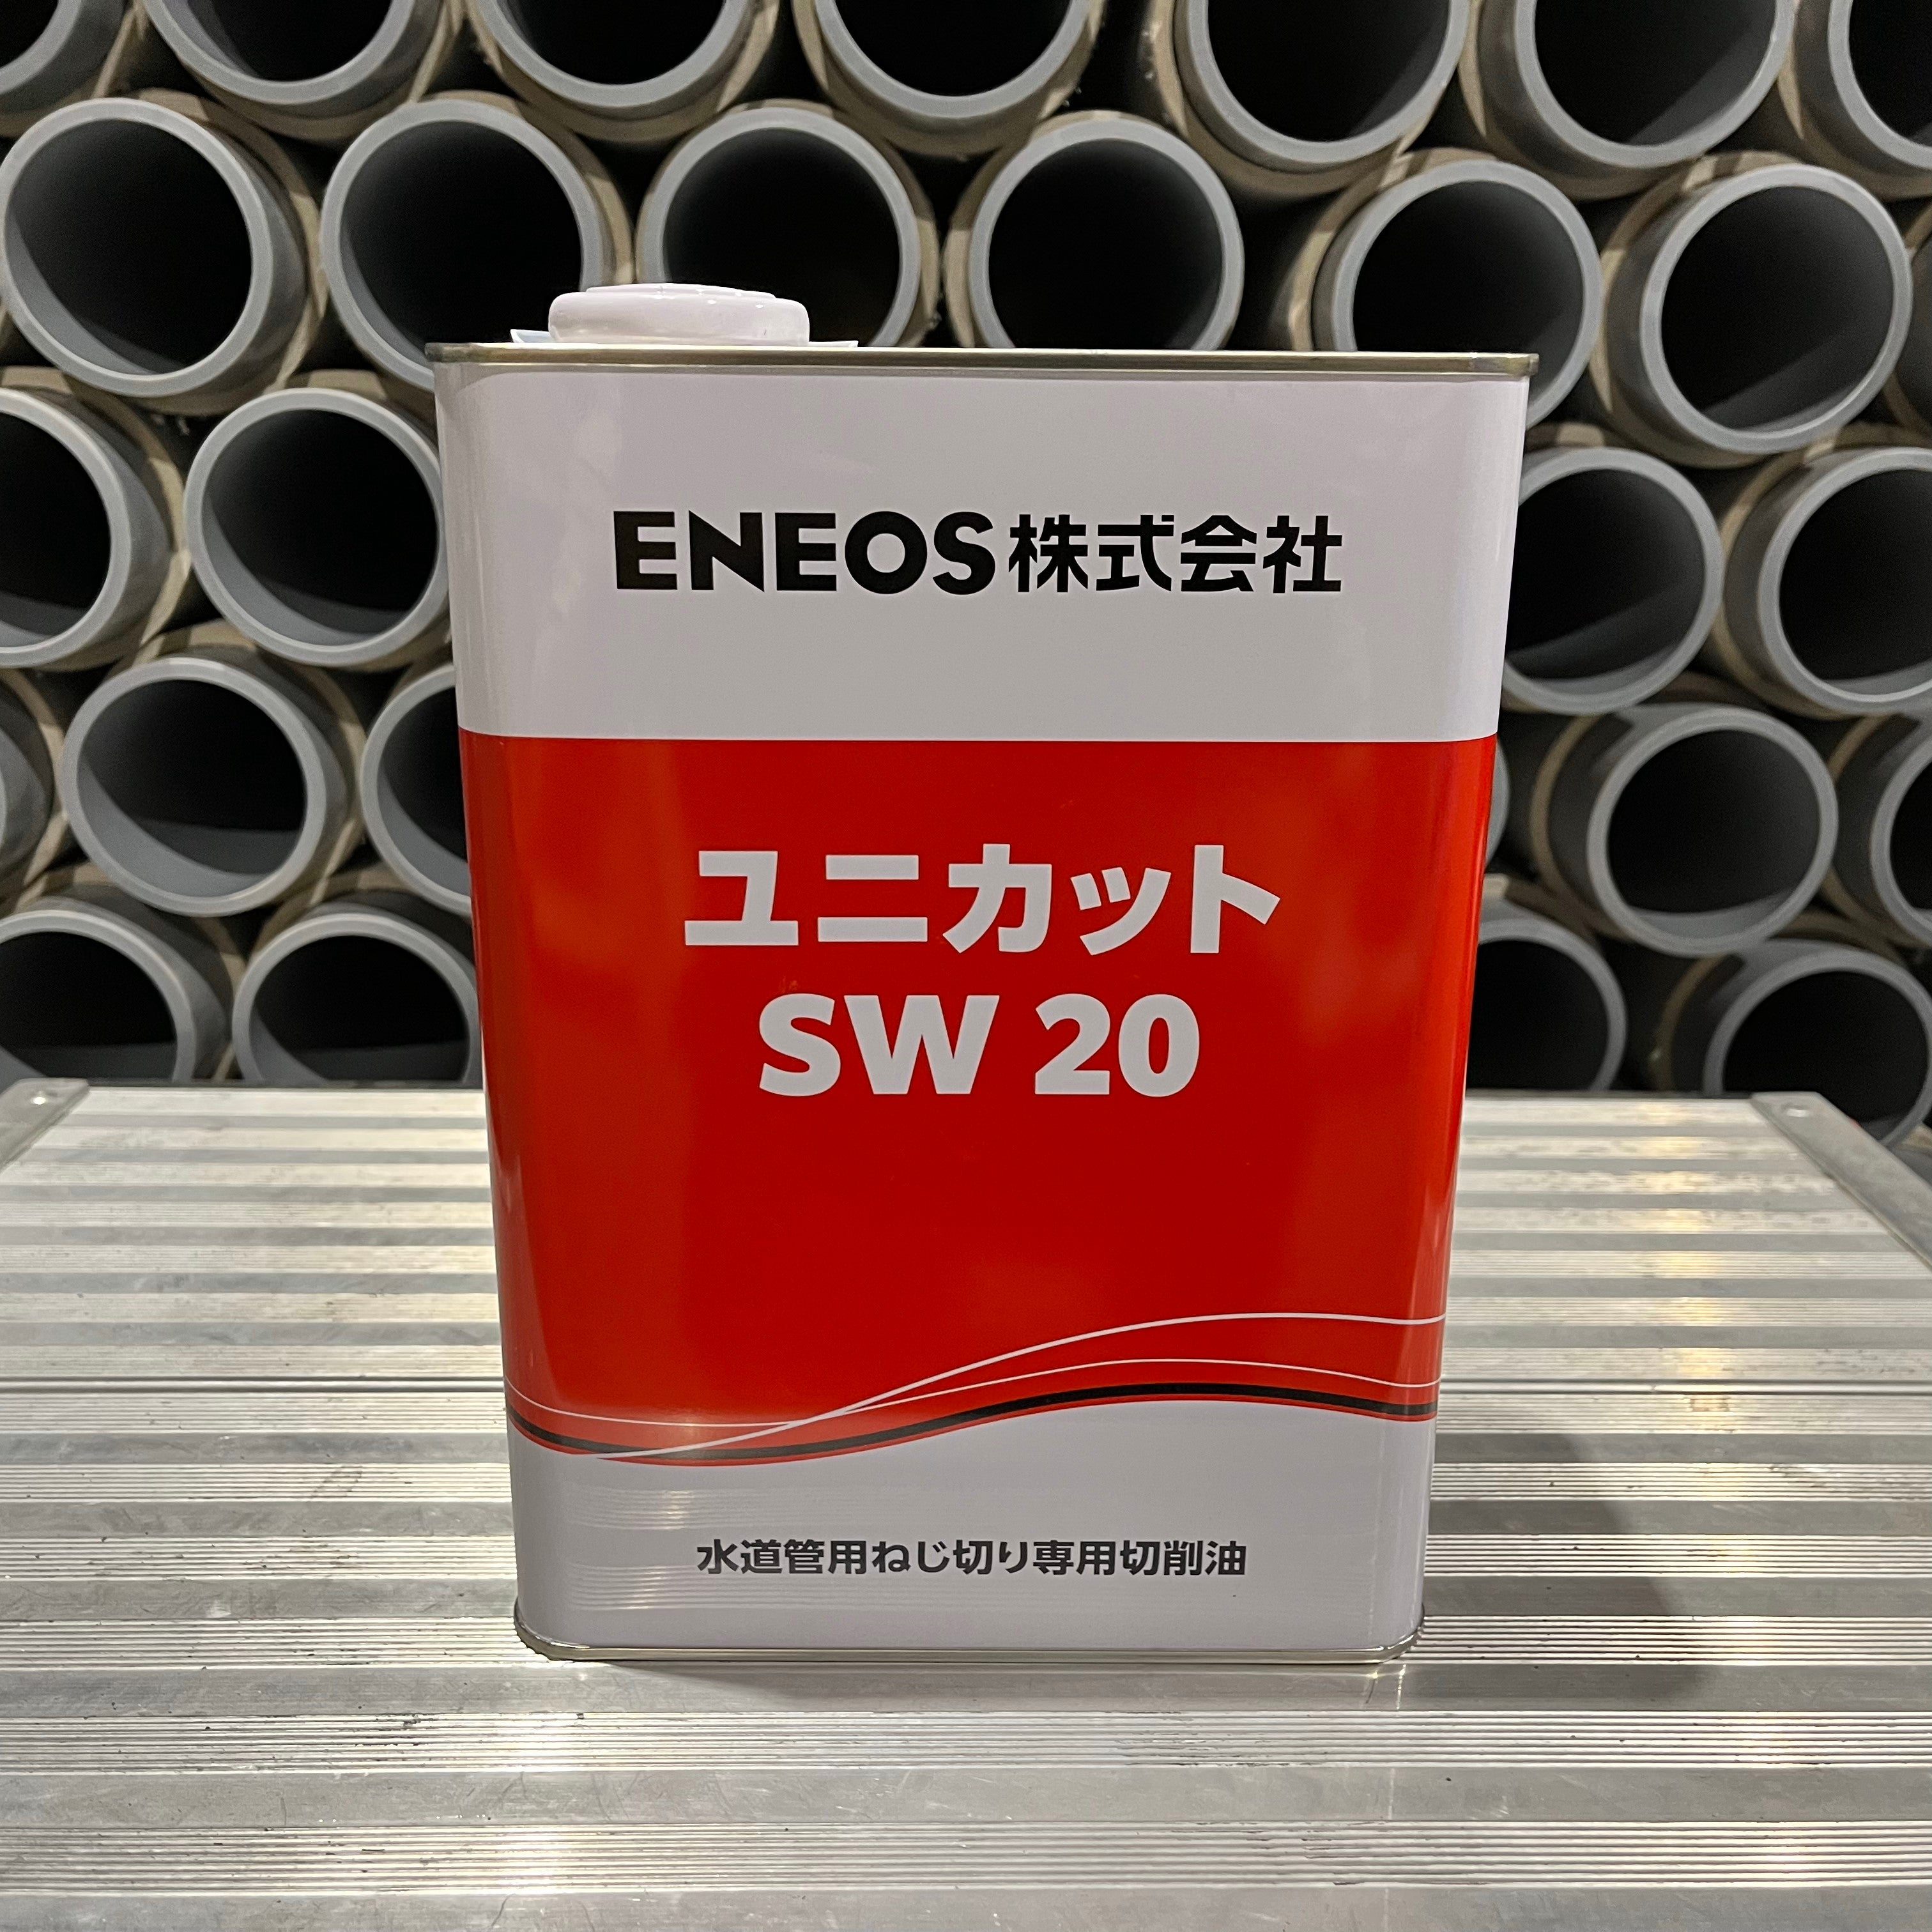 ENEOS株式会社
ユニカット
SW 20
水道管用ねじ切り専用切削油